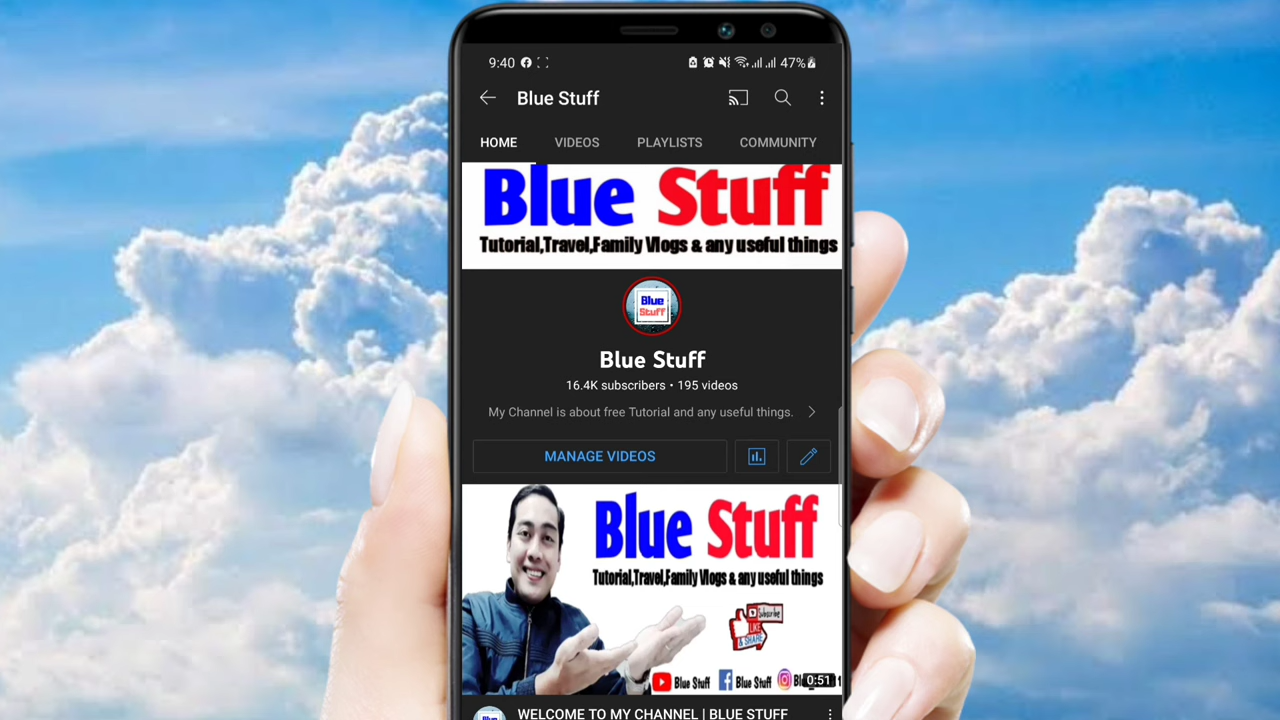 9:40 47%
Blue Stuff
HOME VIDEOS PLAYLISTS COMMUNITY
Blue Stuff
Tutorial,Travel,Family Vlogs & any useful things
Blue
Stuff
Blue Stuff
16.4K subscribers • 195 videos
My Channel is about free Tutorial and any useful things.
MANAGE VIDEOS
Blue Stuff
Tutorial,Travel,Family Vlogs & any useful things
Subscribe
LIKE
& SHARE
Blue Stuff Blue Stuff 0:51
WELCOME TO MY CHANNEL | BLUE STUFF